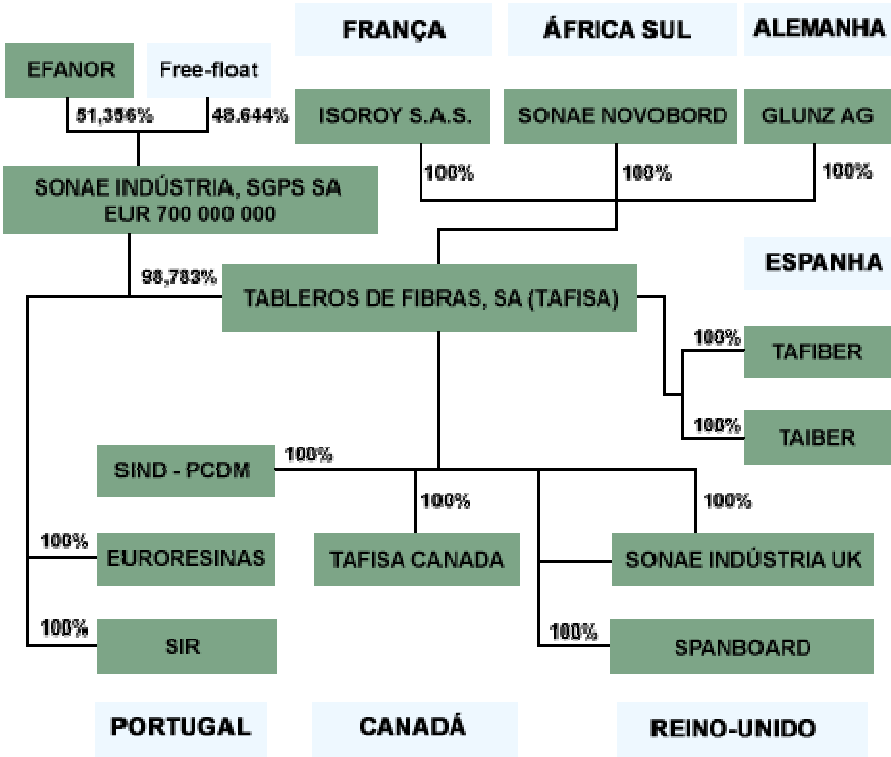 FRANÇA
ÁFRICA SUL
ALEMANHA
EFANOR
Free-float
51,356%
48.644%
ISOROY S.A.S.
SONAE NOVOBORD
GLUNZ AG
100%
100%
100%
SONAE INDÚSTRIA, SGPS SA
EUR 700 000 000
98,783%
TABLEROS DE FIBRAS, SA (TAFISA)
ESPANHA
100%
TAFIBER
100%
TAIBER
SIND - PCDM
100%
100%
100%
100%
EURORESINAS
TAFISA CANADA
SONAE INDÚSTRIA UK
100%
SIR
100%
SPANBOARD
PORTUGAL
CANADÁ
REINO-UNIDO